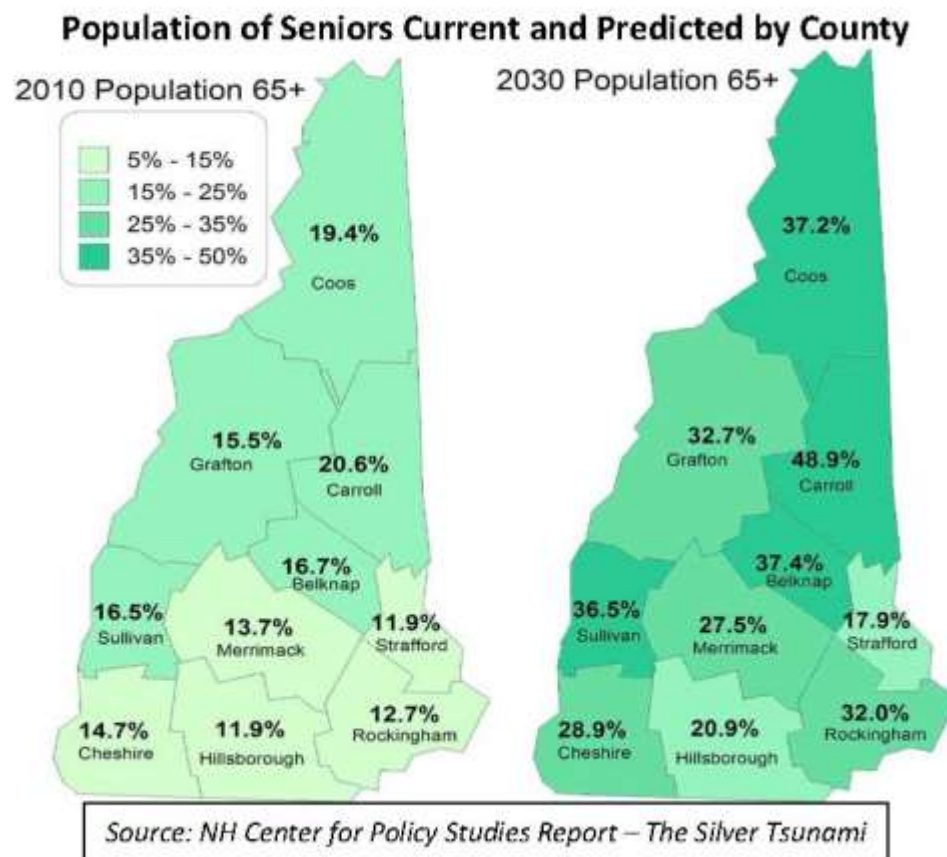 Population of Seniors Current and Predicted by County
2010 Population 65+
5% - 15%
15% - 25%
25% - 35%
35% - 50%
19.4%
Coos
15.5%
Grafton
20.6%
Carroll
16.7%
Belknap
16.5%
Sullivan
13.7%
Merrimack
11.9%
Strafford
14.7%
Cheshire
11.9%
Hillsborough
12.7%
Rockingham
2030 Population 65+
37.2%
Coos
32.7%
Grafton
48.9%
Carroll
37.4%
Belknap
36.5%
Sullivan
27.5%
Merrimack
17.9%
Strafford
28.9%
Cheshire
20.9%
Hillsborough
32.0%
Rockingham
Source: NH Center for Policy Studies Report – The Silver Tsunami